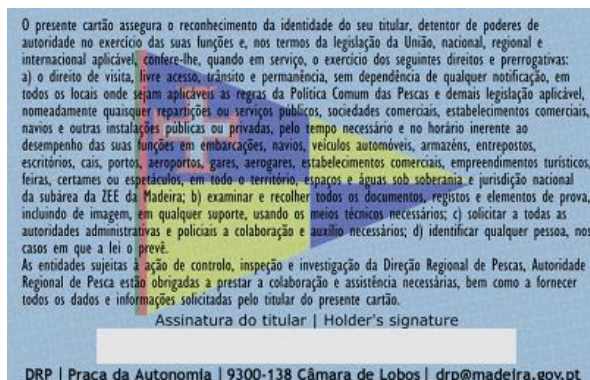 O presente cartão assegura o reconhecimento da identidade do seu titular, detentor de poderes de
autoridade no exercício das suas funções e, nos termos da legislação da União, nacional, regional e
internacional aplicável, confere-lhe, quando em serviço, o exercício dos seguintes direitos e prerrogativas:
a) o direito de visita, livre acesso, trânsito e permanência, sem dependência de qualquer notificação, em
todos os locais onde sejam aplicáveis as regras da Política Comum das Pescas e demais legislação aplicável,
nomeadamente quaisquer repartições ou serviços públicos, sociedades comerciais, estabelecimentos comerciais,
navios e outras instalações públicas ou privadas, pelo tempo necessário e no horário inerente ao
desempenho das suas funções em embarcações, navios, veículos automóveis, armazéns, entrepostos,
escritórios, cais, portos, aeroportos, gares, aerogares, estabelecimentos comerciais, empreendimentos turísticos,
feiras, certames ou espetáculos, em todo o território, espaços e águas sob soberania e jurisdição nacional
da subárea da ZEE da Madeira; b) examinar e recolher todos os documentos, registos e elementos de prova,
incluindo de imagem, em qualquer suporte, usando os meios técnicos necessários; c) solicitar a todas as
autoridades administrativas e policiais a colaboração e auxílio necessários; d) identificar qualquer pessoa, nos
casos em que a lei o prevê.
As entidades sujeitas à ação de controlo, inspeção e investigação da Direção Regional de Pescas, Autoridade
Regional de Pesca estão obrigadas a prestar a colaboração e assistência necessárias, bem como a fornecer
todos os dados e informações solicitadas pelo titular do presente cartão.
Assinatura do titular | Holder's signature
DRP | Praça da Autonomia | 9300-138 Câmara de Lobos | drp@madeira.gov.pt